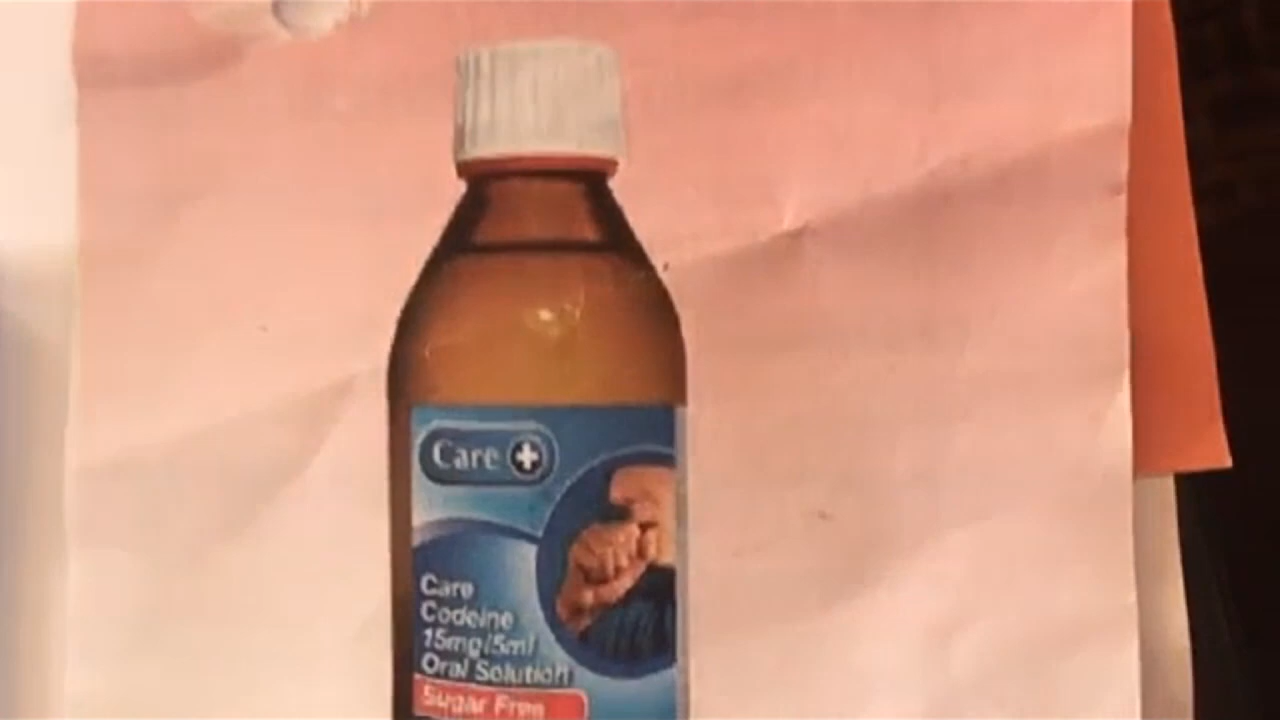 Care
Care
Codeine
15mg/5ml
Oral Solution
Sugar Free